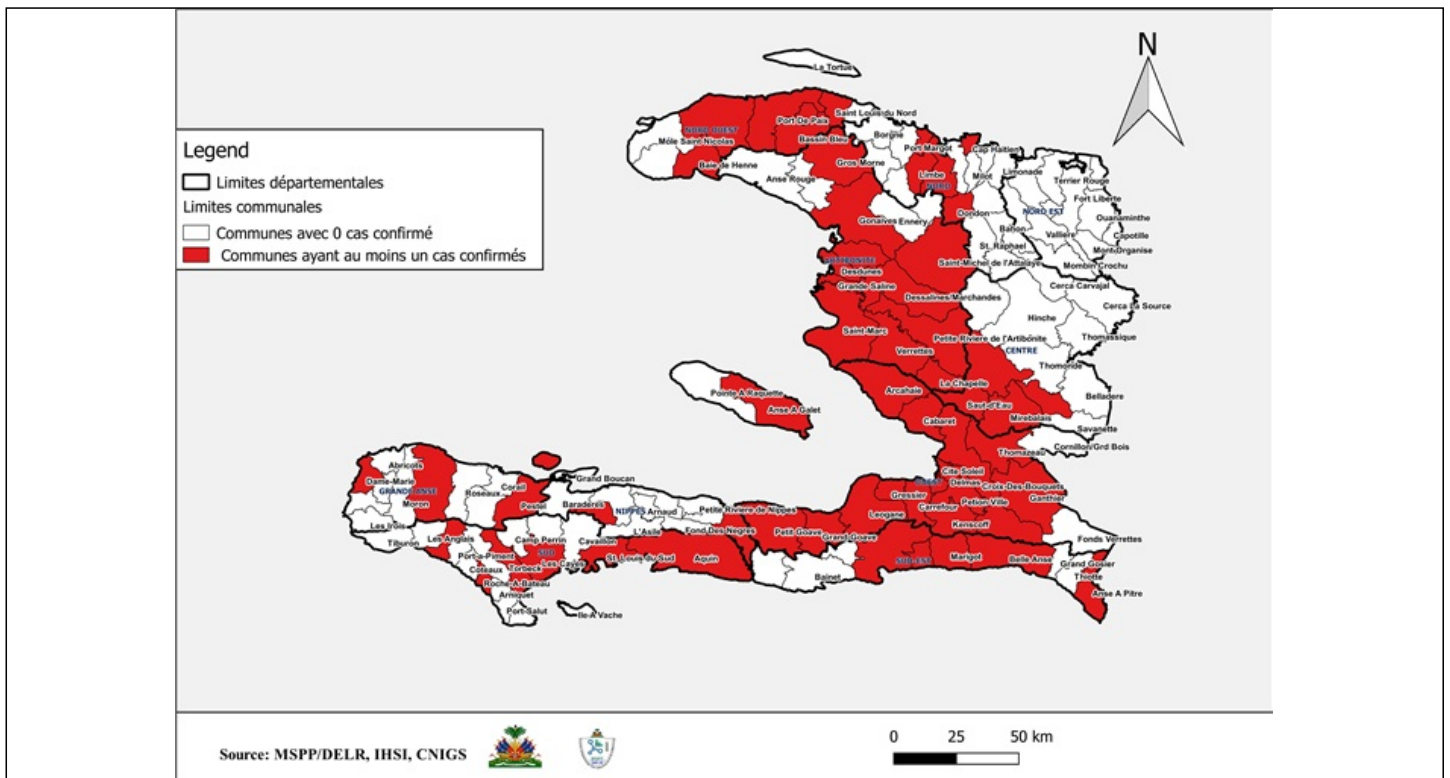 N
La Tortue
Saint Louis du Nord
Port De Paix
NORD OUEST
Borgne
Môle Saint Nicolas
Bassin Bleu
Port Margot
Cap Haitien
Baie de Henne
Gros Morne
Limbe
Milot
Limonade
Terrier Rouge
Anse Rouge
NORD
Fort Liberte
Dondon
NORD EST
Ouanaminthe
Gonaives
Ennery
Bahon
Valliere
Capotille
St. Raphael
Mont-Organise
Saint-Michel de l'Attalaye
Mombin Crochu
ARTIBONITE
Desdunes
Grande Saline
Cerca Carvajal
Dessalines/Marchandes
Cerca La Source
Hinche
Saint-Marc
Petite Riviere de l'Artibonite
Thomassique
Verrettes
CENTRE
Thomonde
La Chapelle
Arcahaie
Belladere
Pointe A Raquette
Saut-d'Eau
Anse A Galet
Mirebalais
Cabaret
Savanette
Cornillon/Grd Bois
Thomazeau
Abricots
Cite Soleil
Grand Boucan
Dame-Marie
Corail
OUEST
Delmas
Croix-Des-Bouquets
GRANDE ANSE
Roseaux
Gressier
Ganthier
Moron
Pestel
Baraderes
Petion Ville
Carrefour
NIPPES
Arnaud
Petite Riviere de Nippes
Leogane
Les Irois
Kenscoff
L'Asile
Fond Des Negres
Petit Goave
Grand Goave
Tiburon
Les Anglais
Camp Perrin
Cavaillon
Fonds Verrettes
Port-a-Piment
SUD
St. Louis du Sud
Aquin
Marigot
Belle Anse
Les Cayes
SUD EST
Grand Gosier
Coteaux
Torbeck
Bainet
Thiotte
Roche-A-Bateau
Anse A Pitre
Arniquet
Port-Salut
Ile A Vache
Legend
Limites départementales
Limites communales
Communes avec 0 cas confirmé
Communes ayant au moins un cas confirmés
Source: MSPP/DELR, IHSI, CNIGS
0 25 50 km